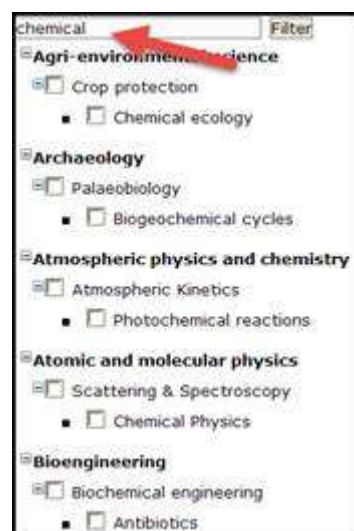 chemical Filter
Agri-environmental science
Crop protection
Chemical ecology
Archaeology
Palaeobiology
Biogeochemical cycles
Atmospheric physics and chemistry
Atmospheric Kinetics
Photochemical reactions
Atomic and molecular physics
Scattering & Spectroscopy
Chemical Physics
Bioengineering
Biochemical engineering
Antibiotics